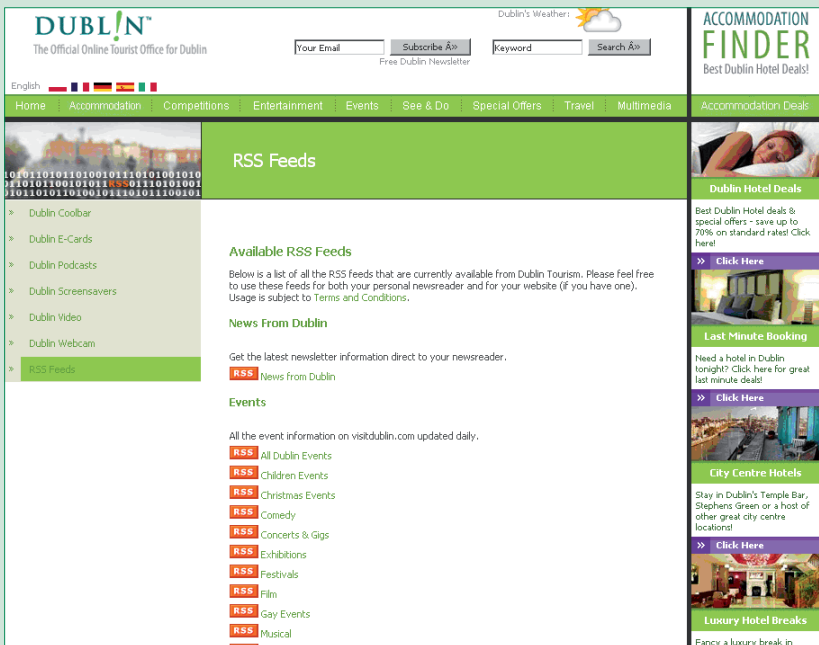 DUBL!N™
The Official Online Tourist Office for Dublin
Dublin's Weather:
Your Email
Subscribe Â»
Keyword
Search Â»
Free Dublin Newsletter
English
Home
Accommodation
Competitions
Entertainment
Events
See & Do
Special Offers
Travel
Multimedia
RSS
RSS Feeds
» Dublin Coolbar
» Dublin E-Cards
» Dublin Podcasts
» Dublin Screensavers
» Dublin Video
» Dublin Webcam
» RSS Feeds
Available RSS Feeds
Below is a list of all the RSS feeds that are currently available from Dublin Tourism. Please feel free
to use these feeds for both your personal newsreader and for your website (if you have one).
Usage is subject to Terms and Conditions.
News From Dublin
Get the latest newsletter information direct to your newsreader.
RSS News from Dublin
Events
All the event information on visitdublin.com updated daily.
RSS All Dublin Events
RSS Children Events
RSS Christmas Events
RSS Comedy
RSS Concerts & Gigs
RSS Exhibitions
RSS Festivals
RSS Film
RSS Gay Events
RSS Musical
ACCOMMODATION
FINDER
Best Dublin Hotel Deals!
Accommodation Deals
Dublin Hotel Deals
Best Dublin Hotel deals &
special offers - save up to
70% on standard rates! Click
here!
» Click Here
Last Minute Booking
Need a hotel in Dublin
tonight? Click here for great
last minute deals!
» Click Here
City Centre Hotels
Stay in Dublin's Temple Bar,
Stephens Green or a host of
other great city centre
locations!
» Click Here
Luxury Hotel Breaks
Fancy a luxury break in